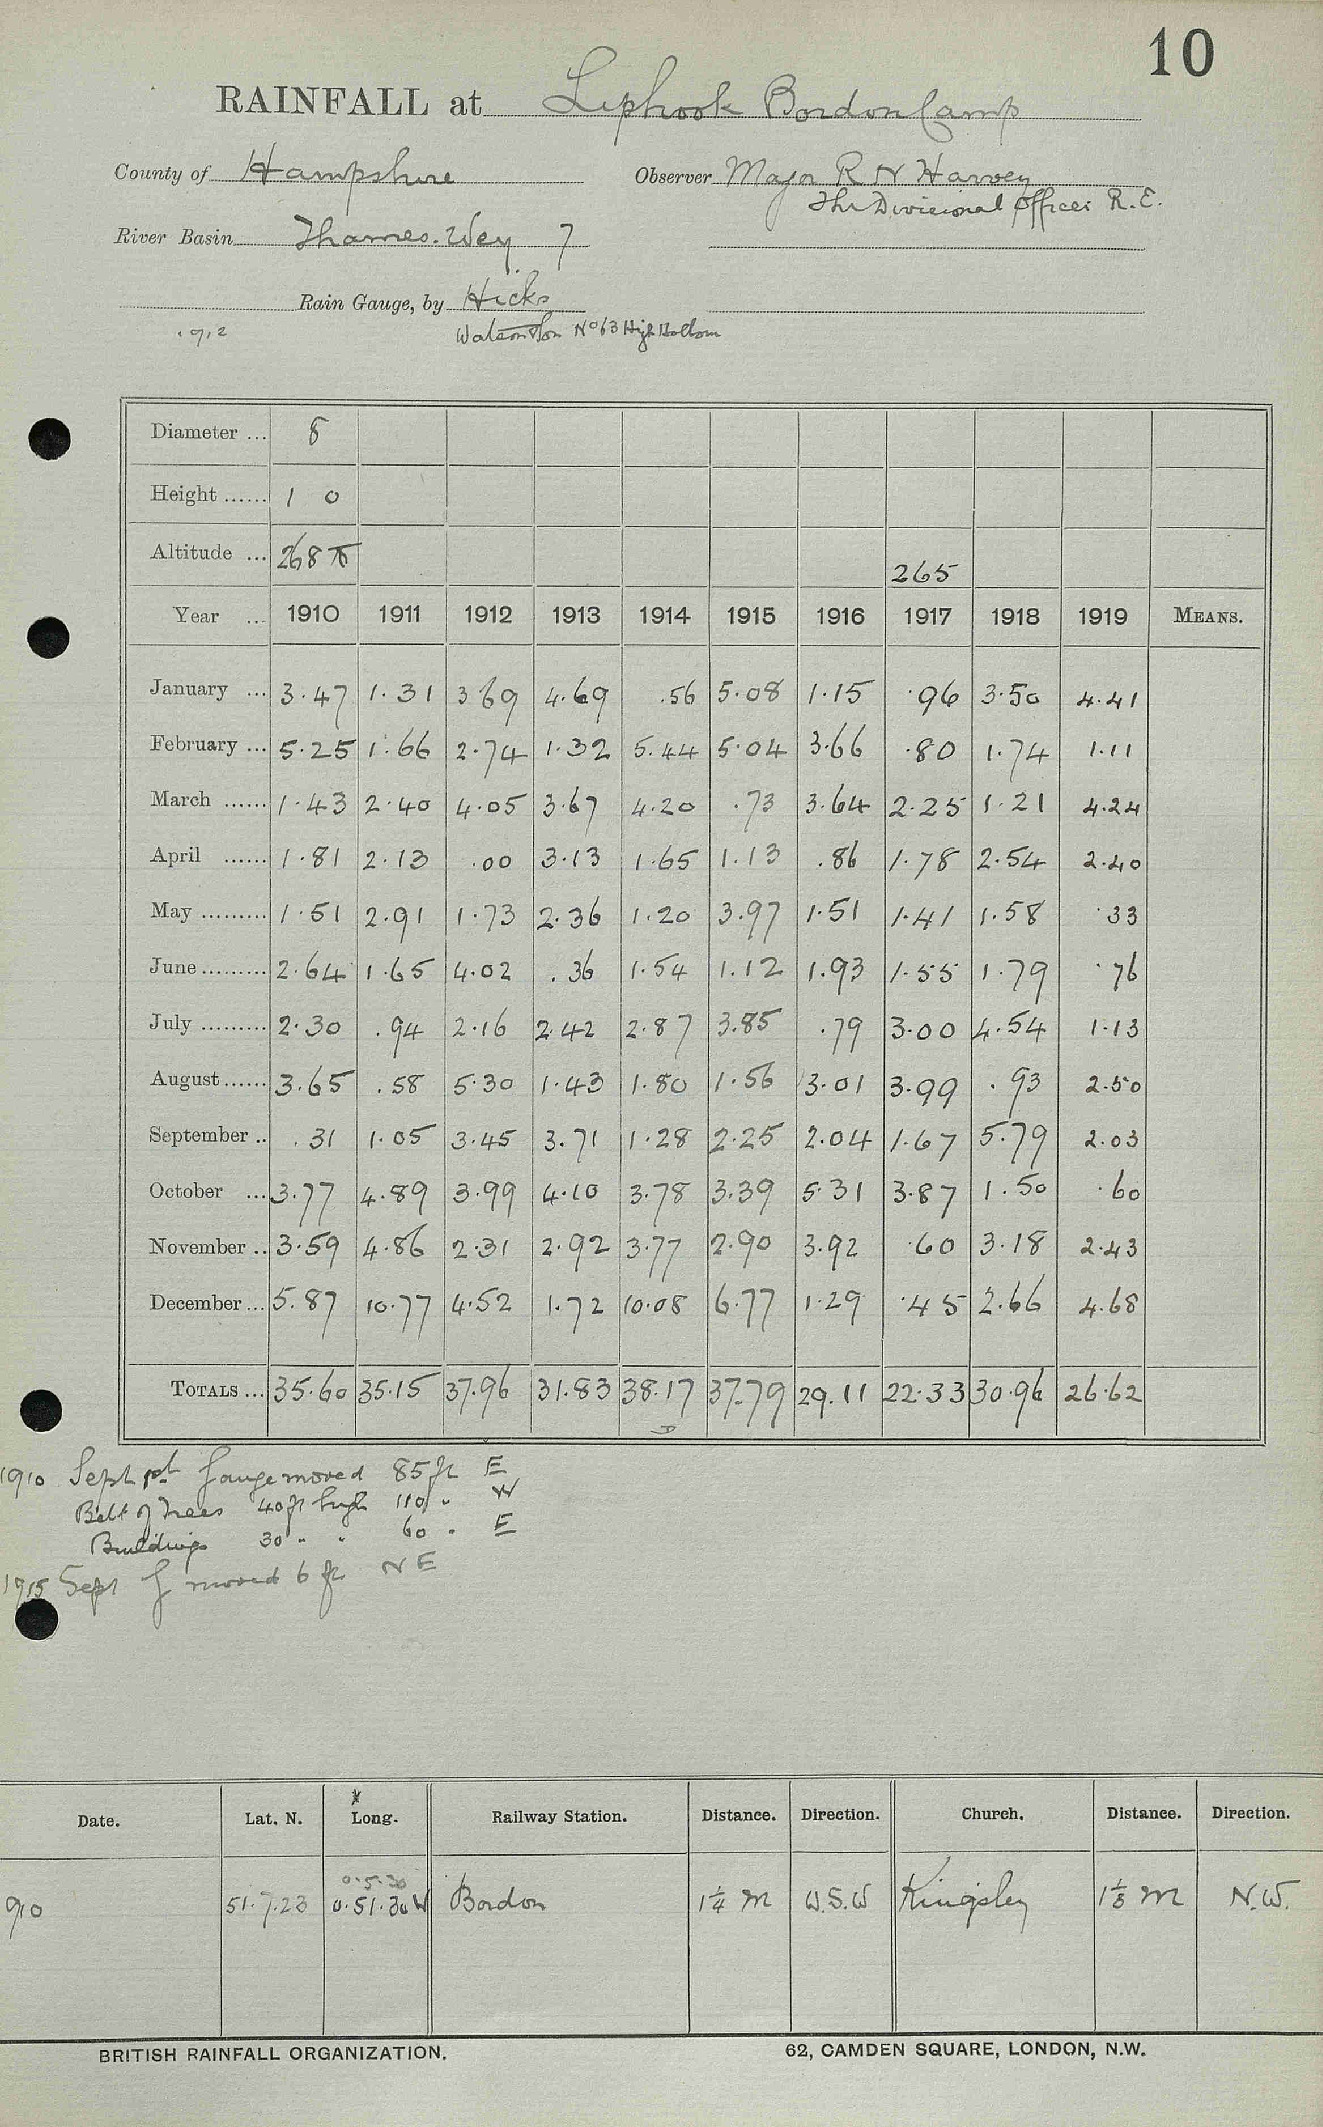 10
RAINFALL at Liphook Bordon Camp
County of Hampshire Observer Major R N Harvey
The Divisional Officer R.E.
River Basin Thames. Wey 7
Rain Gauge, by Hicks
1912 Watson & Son No 63 High Holborn
Diameter ... 8
Height ...... 1 0
Altitude ... 268 265
Year ... 1910 1911 1912 1913 1914 1915 1916 1917 1918 1919 MEANS.
January ... 3.47 1.31 3 69 4.69 .56 5.08 1.15 .96 3.50 4.41
February ... 5.25 1.66 2.74 1.32 5.44 5.04 3.66 .80 1.74 1.11
March ...... 1.43 2.40 4.05 3.67 4.20 .73 3.64 2.25 1.21 4.24
April ...... 1.81 2.13 .00 3.13 1.65 1.13 .86 1.78 2.54 2.40
May ......... 1.51 2.91 1.73 2.36 1.20 3.97 1.51 1.41 1.58 .33
June ......... 2.64 1.65 4.02 .36 1.54 1.12 1.93 1.55 1.79 .76
July ......... 2.30 .94 2.16 2.42 2.87 3.85 .79 3.00 4.54 1.13
August ...... 3.65 .58 5.30 1.43 1.80 1.56 3.01 3.99 .93 2.50
September .. .31 1.05 3.45 3.71 1.28 2.25 2.04 1.67 5.79 2.03
October ... 3.77 4.89 3.99 4.10 3.78 3.39 5.31 3.87 1.50 .60
November .. 3.59 4.86 2.31 2.92 3.77 2.90 3.92 .60 3.18 2.43
December ... 5.87 10.77 4.52 1.72 10.08 6.77 1.29 .45 2.66 4.68
TOTALS ... 35.60 35.15 37.96 31.83 38.17 37.79 29.11 22.33 30.96 26.62
1910 Sept 1st Gauge moved 85 ft E
Belt of Trees 40 ft high 110 " W
Buildings 30 " " 60 " E
1915 Sept G moved 6 ft N E
Date. Lat. N. Long. Railway Station. Distance. Direction. Church. Distance. Direction.
0.5.30
910 51.7.23 0.51.30 W Bordon 1¼ M W.S.W Kingsley 1⅓ M N.W.
BRITISH RAINFALL ORGANIZATION. 62, CAMDEN SQUARE, LONDON, N.W.